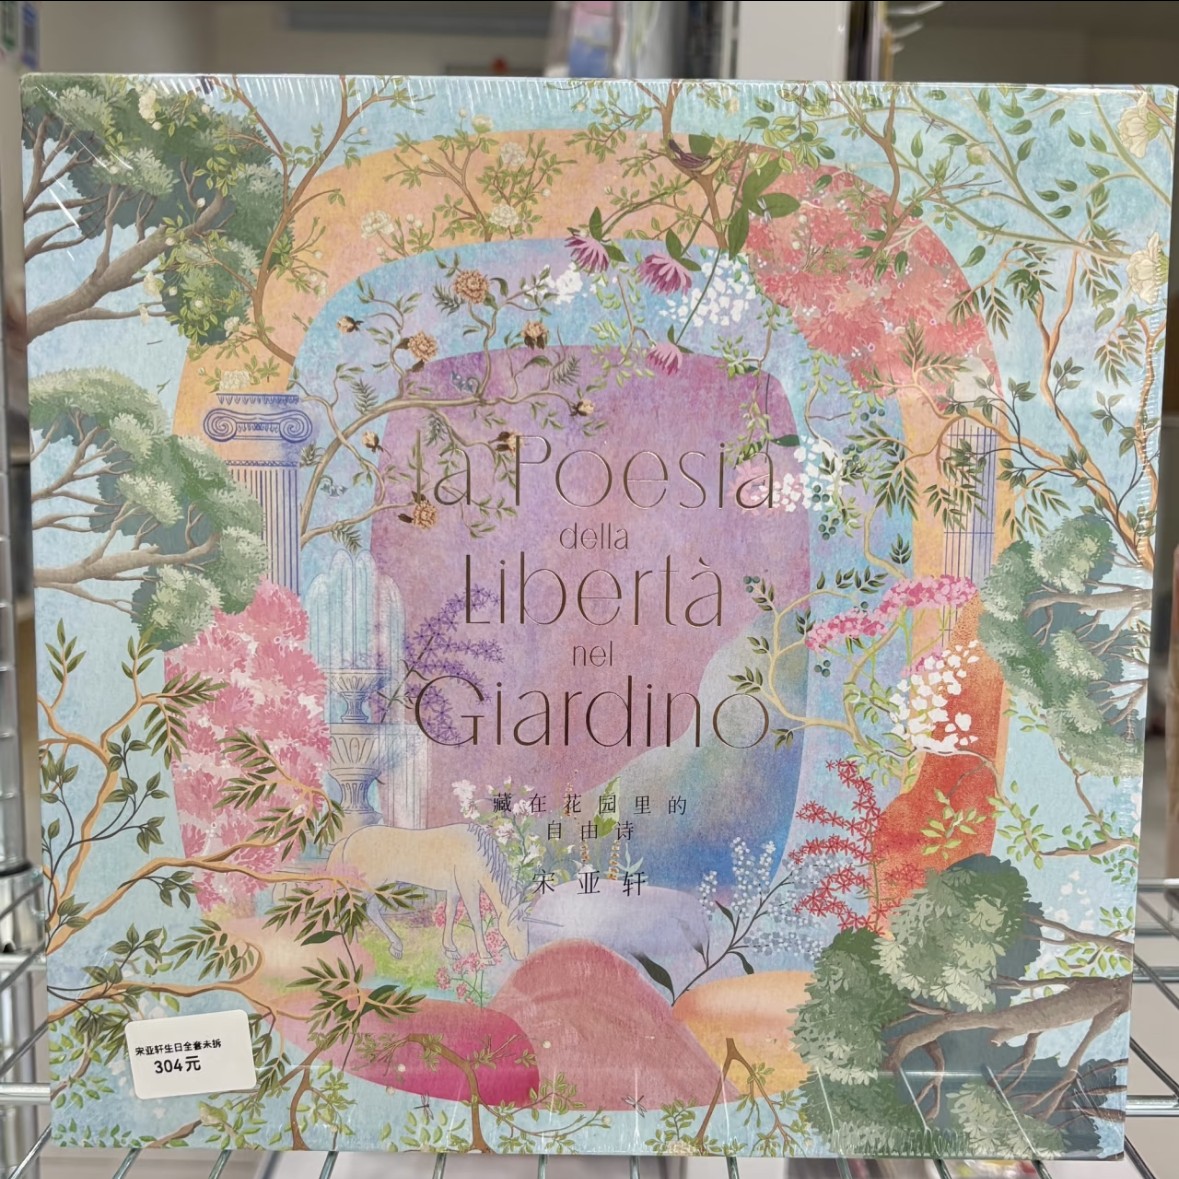 la Poesia
della
Libertà
nel
Giardino
藏在花园里的
自由诗
宋亚轩
宋亚轩生日全套未拆
304元